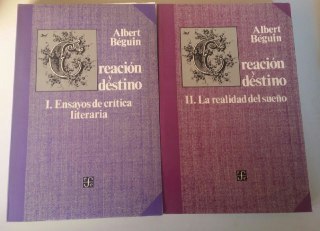 Albert
Béguin
Creación
y destino
I. Ensayos de crítica
literaria
Albert
Béguin
Creación
y destino
II. La realidad del sueño